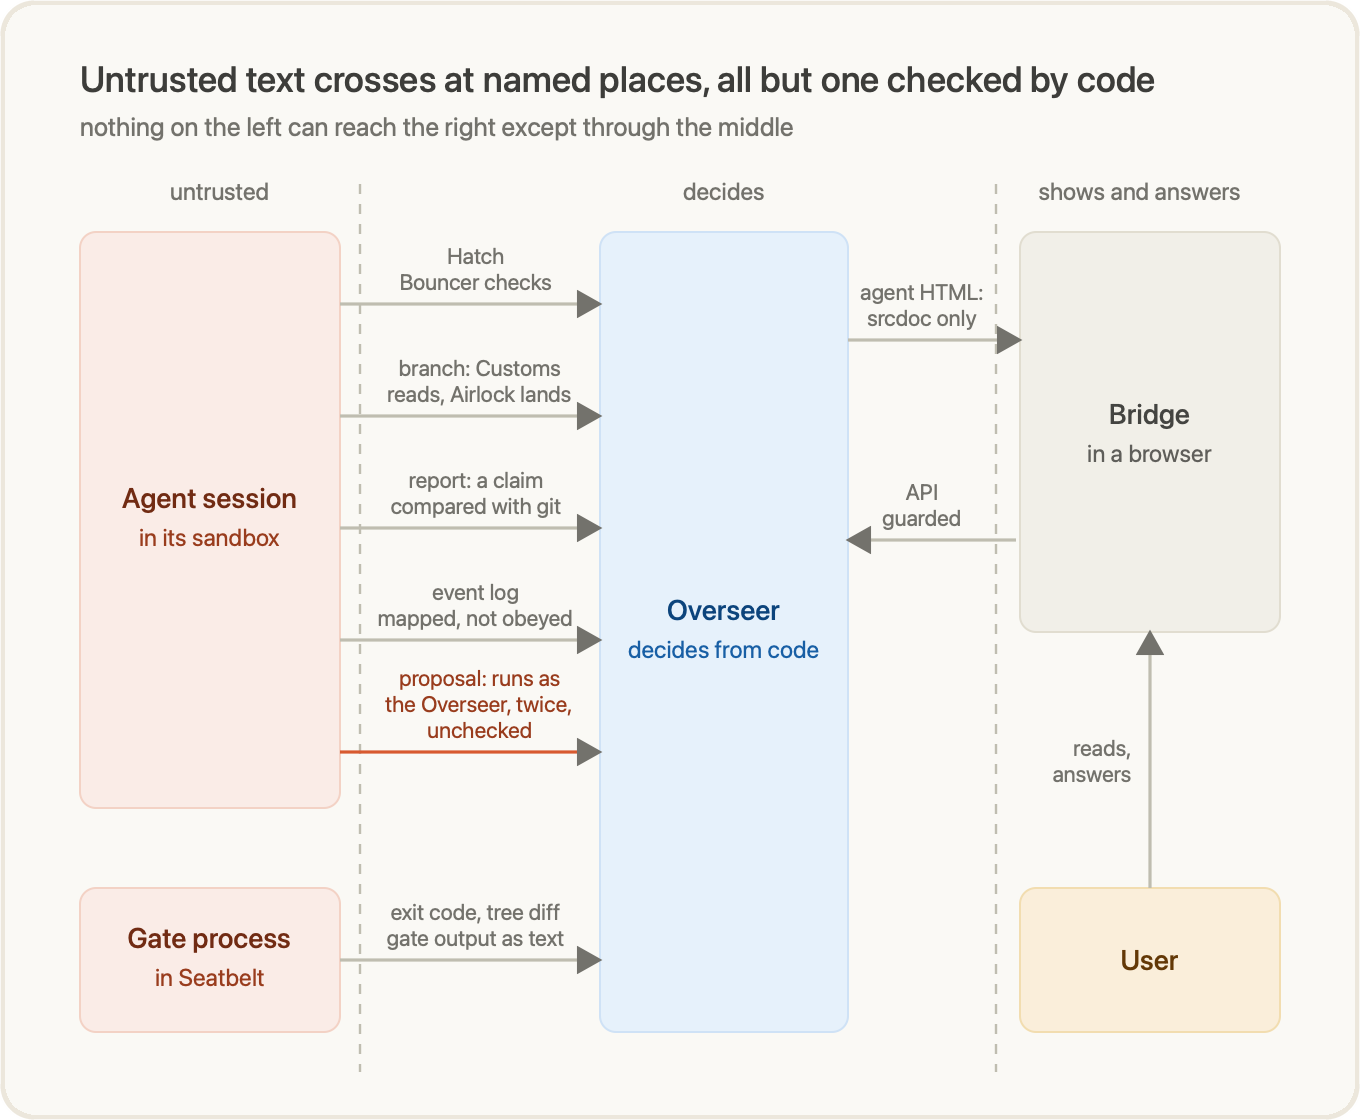 Untrusted text crosses at named places, all but one checked by code
nothing on the left can reach the right except through the middle
untrusted
decides
shows and answers
Hatch
Bouncer checks
branch: Customs
reads, Airlock lands
report: a claim
compared with git
event log
mapped, not obeyed
proposal: runs as
the Overseer, twice,
unchecked
exit code, tree diff
gate output as text
Agent session
in its sandbox
Gate process
in Seatbelt
Overseer
decides from code
agent HTML:
srcdoc only
API
guarded
Bridge
in a browser
reads,
answers
User